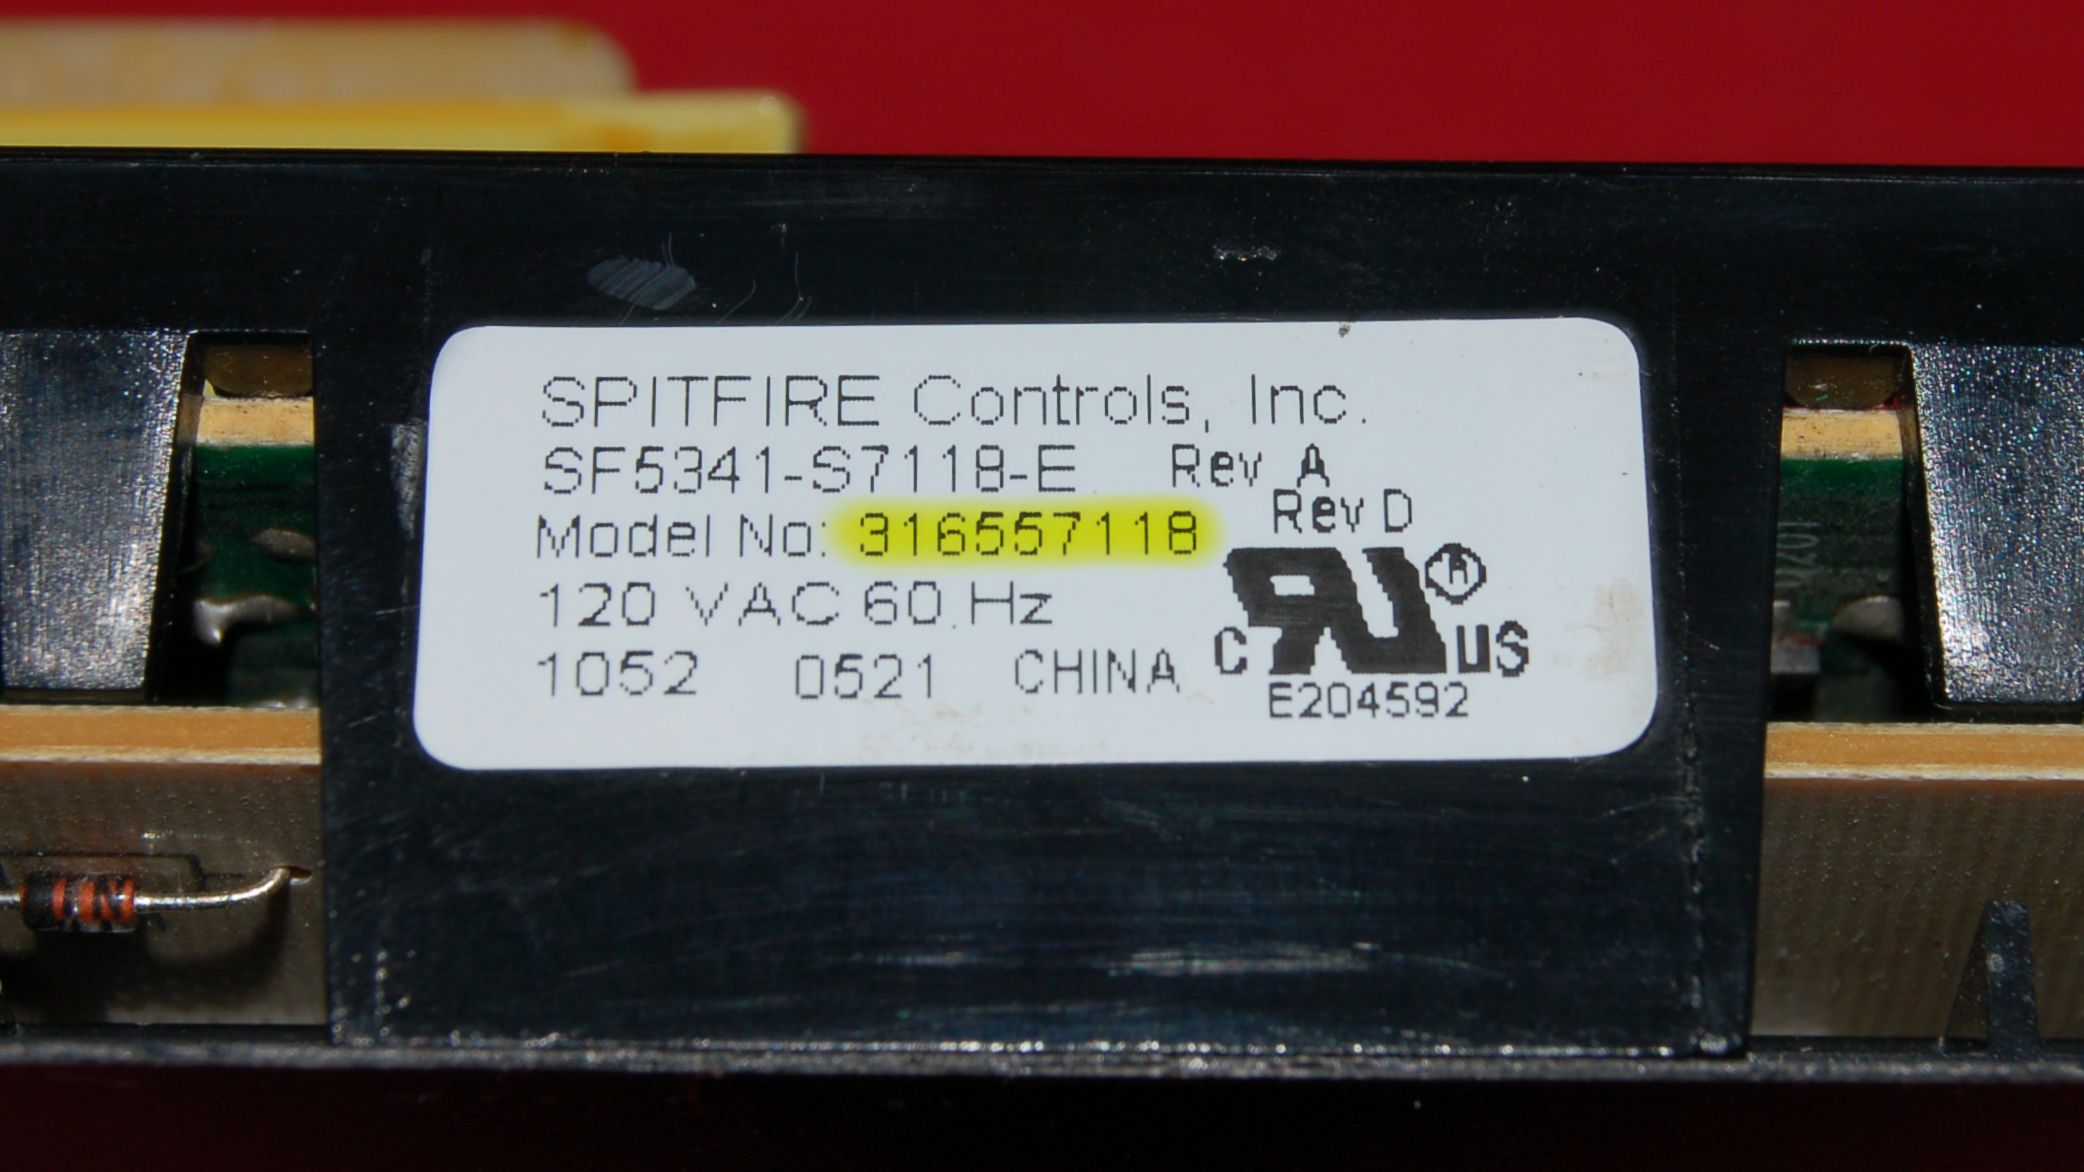 SPITFIRE Controls, Inc.
SF5341-S7118-E Rev A
Rev D
Model No: 316557118
120 VAC 60 Hz
1052 0521 CHINA
c RU ® us
E204592